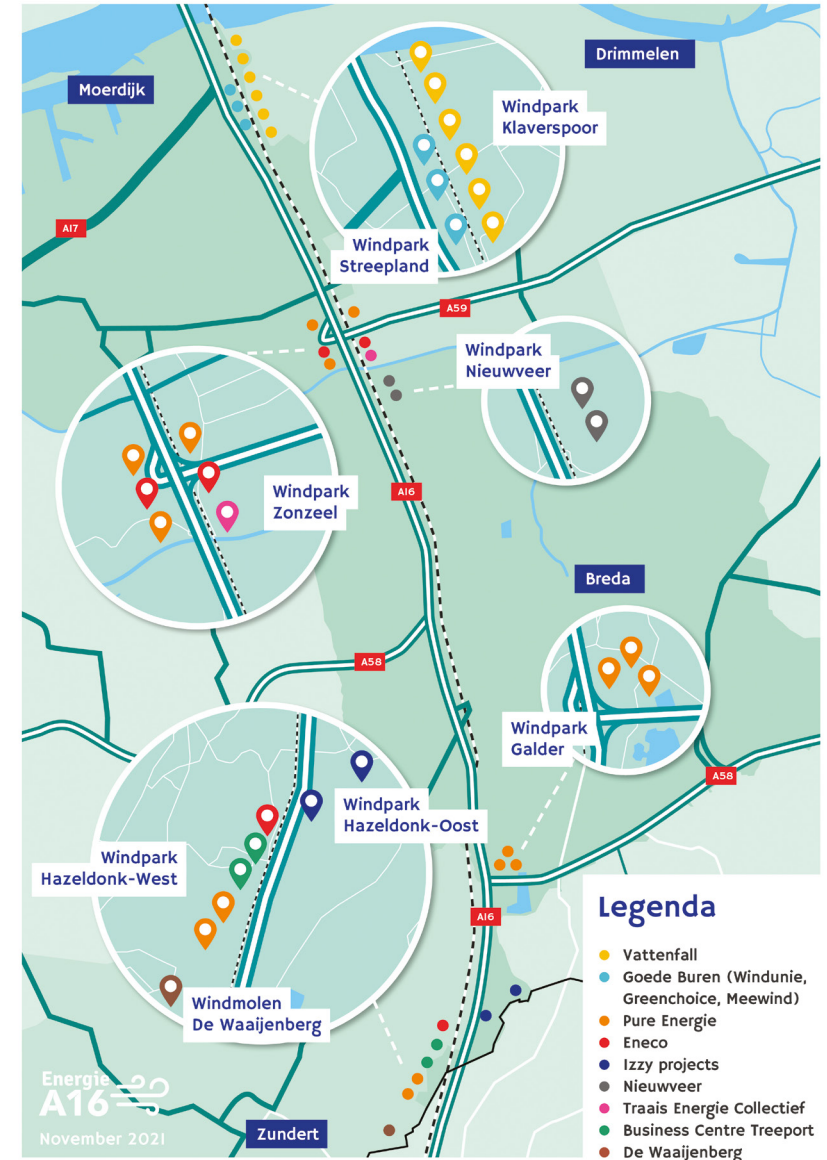 Drimmelen
Moerdijk
Windpark
Klaverspoor
A17
Windpark
Streepland
A59
Windpark
Nieuwveer
Windpark
Zonzeel
A16
Breda
A58
Windpark
Galder
A58
Windpark
Hazeldonk-Oost
Windpark
Hazeldonk-West
A16
Windmolen
De Waaijenberg
Legenda
Vattenfall
Goede Buren (Windunie,
Greenchoice, Meewind)
Pure Energie
Eneco
Izzy projects
Nieuwveer
Traais Energie Collectief
Business Centre Treeport
De Waaijenberg
Energie
A16
November 2021
Zundert